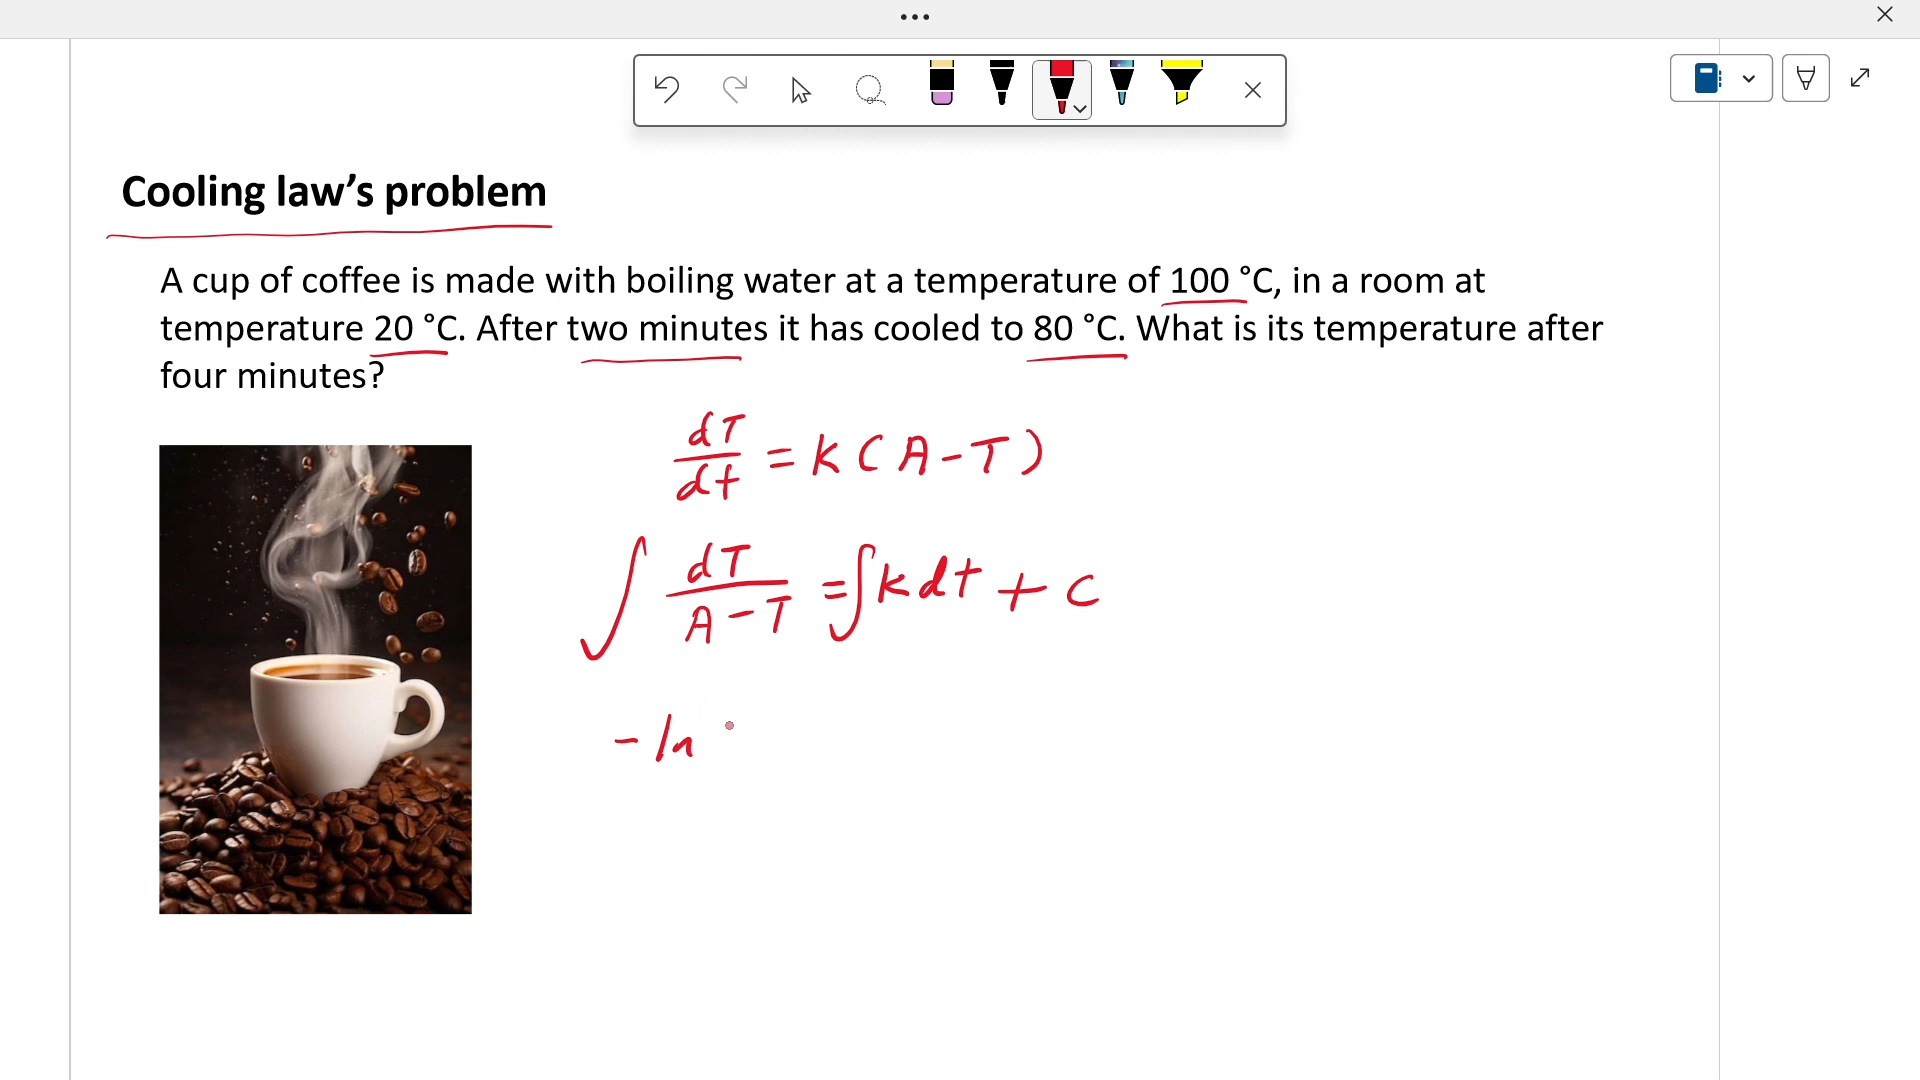 Cooling law's problem
A cup of coffee is made with boiling water at a temperature of 100 °C, in a room at
temperature 20 °C. After two minutes it has cooled to 80 °C. What is its temperature after
four minutes?
dT/dt = K(A-T)
∫ dT/A-T = ∫Kdt + c
- ln